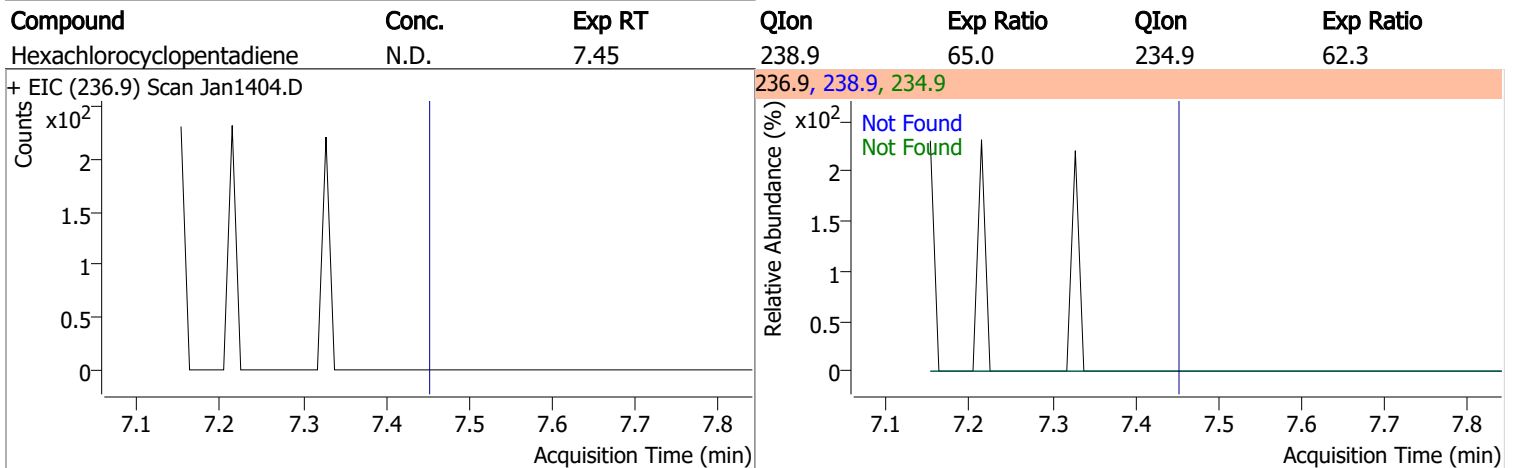 Compound Conc. Exp RT QIon Exp Ratio QIon Exp Ratio
Hexachlorocyclopentadiene N.D. 7.45 238.9 65.0 234.9 62.3
+ EIC (236.9) Scan Jan1404.D
Counts
x10²
2
1.5
1
0.5
0
7.1 7.2 7.3 7.4 7.5 7.6 7.7 7.8
Acquisition Time (min)
236.9, 238.9, 234.9
Relative Abundance (%)
x10²
Not Found
Not Found
2
1.5
1
0.5
0
7.1 7.2 7.3 7.4 7.5 7.6 7.7 7.8
Acquisition Time (min)